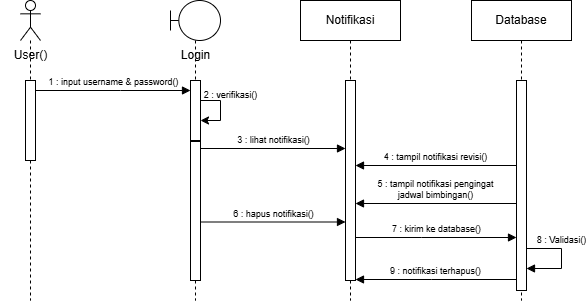 Notifikasi
Database
User()
Login
1 : input username & password()
2 : verifikasi()
3 : lihat notifikasi()
4 : tampil notifikasi revisi()
5 : tampil notifikasi pengingat
jadwal bimbingan()
6 : hapus notifikasi()
7 : kirim ke database()
8 : Validasi()
9 : notifikasi terhapus()